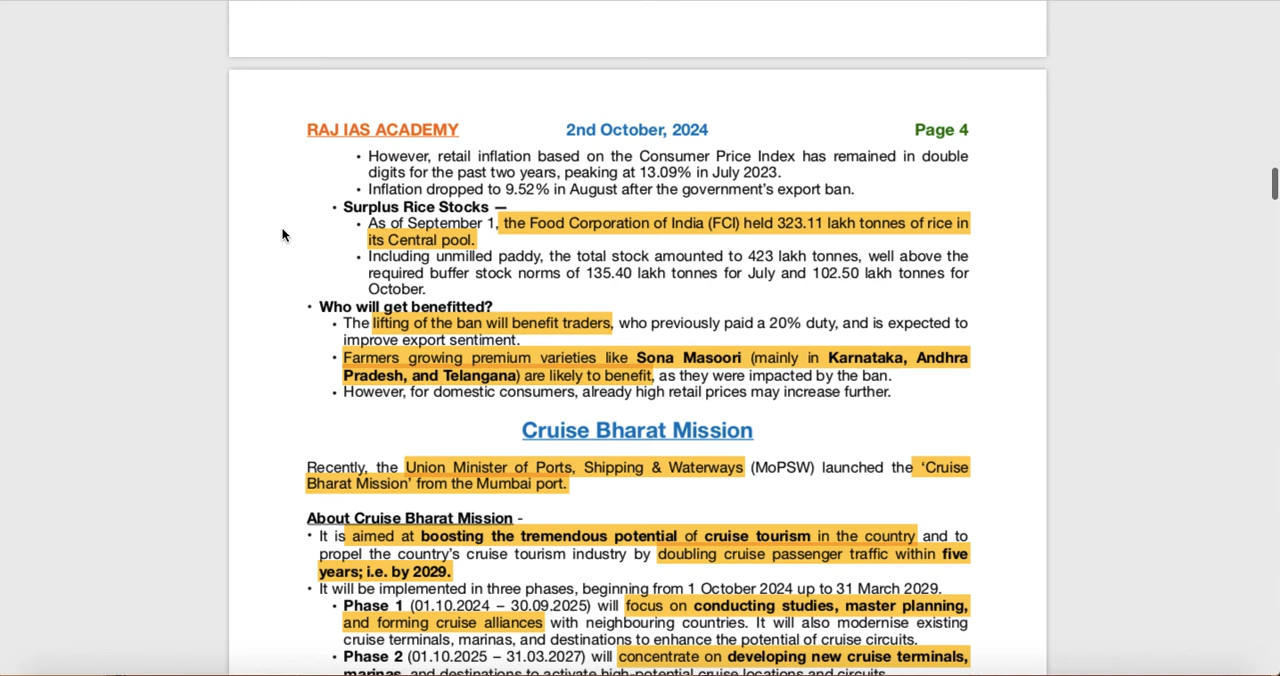 RAJ IAS ACADEMY 2nd October, 2024 Page 4
• However, retail inflation based on the Consumer Price Index has remained in double
digits for the past two years, peaking at 13.09% in July 2023.
• Inflation dropped to 9.52% in August after the government's export ban.
• Surplus Rice Stocks —
• As of September 1, the Food Corporation of India (FCI) held 323.11 lakh tonnes of rice in
its Central pool.
• Including unmilled paddy, the total stock amounted to 423 lakh tonnes, well above the
required buffer stock norms of 135.40 lakh tonnes for July and 102.50 lakh tonnes for
October.
• Who will get benefitted?
• The lifting of the ban will benefit traders, who previously paid a 20% duty, and is expected to
improve export sentiment.
• Farmers growing premium varieties like Sona Masoori (mainly in Karnataka, Andhra
Pradesh, and Telangana) are likely to benefit, as they were impacted by the ban.
• However, for domestic consumers, already high retail prices may increase further.
Cruise Bharat Mission
Recently, the Union Minister of Ports, Shipping & Waterways (MoPSW) launched the 'Cruise
Bharat Mission' from the Mumbai port.
About Cruise Bharat Mission -
• It is aimed at boosting the tremendous potential of cruise tourism in the country and to
propel the country's cruise tourism industry by doubling cruise passenger traffic within five
years; i.e. by 2029.
• It will be implemented in three phases, beginning from 1 October 2024 up to 31 March 2029.
• Phase 1 (01.10.2024 – 30.09.2025) will focus on conducting studies, master planning,
and forming cruise alliances with neighbouring countries. It will also modernise existing
cruise terminals, marinas, and destinations to enhance the potential of cruise circuits.
• Phase 2 (01.10.2025 – 31.03.2027) will concentrate on developing new cruise terminals,
marinas, and destinations to activate high-potential cruise locations and circuits.